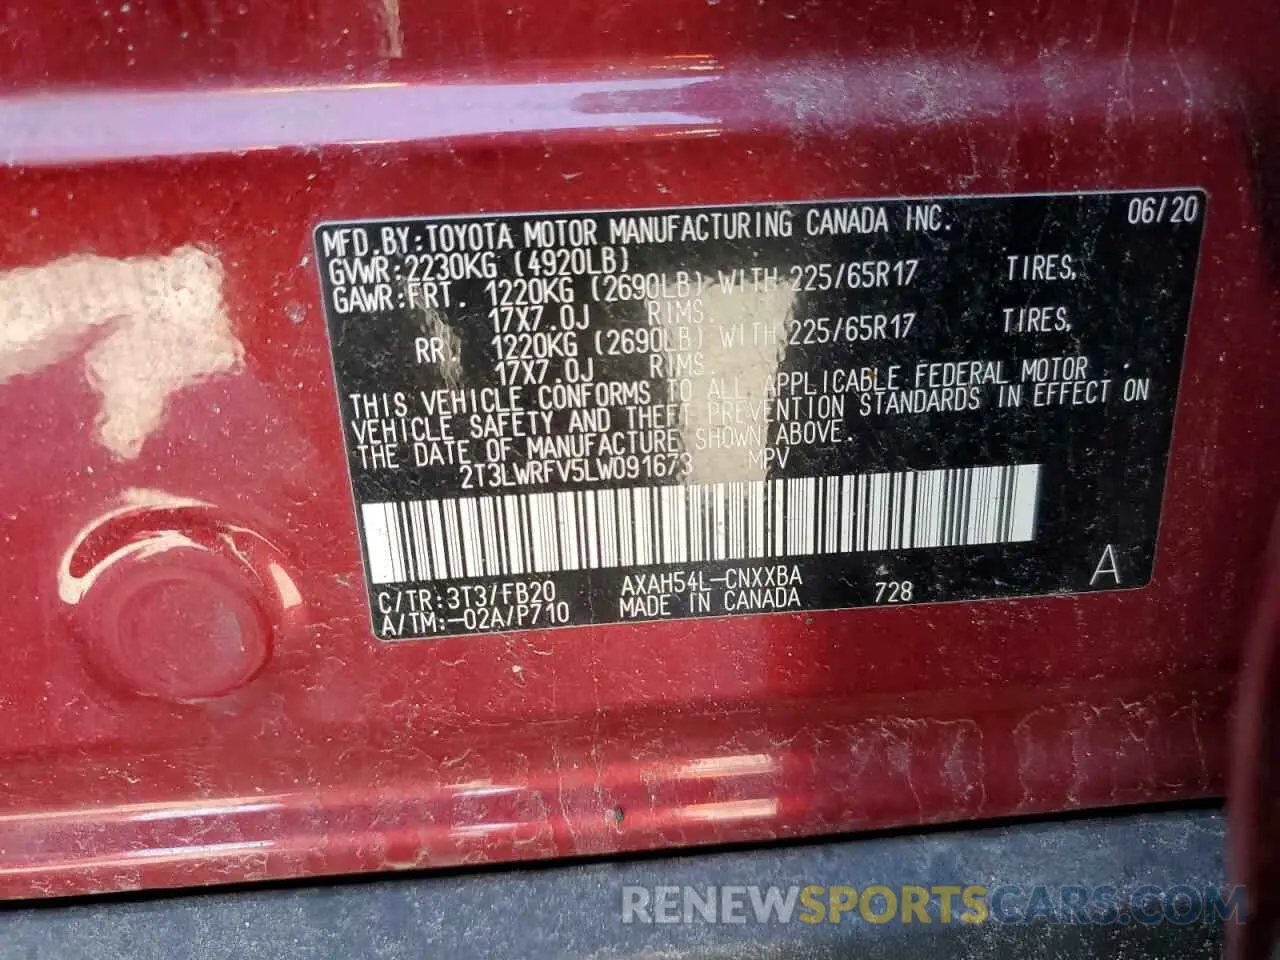 MFD.BY:TOYOTA MOTOR MANUFACTURING CANADA INC. 06/20
GVWR:2230KG (4920LB)
GAWR:FRT. 1220KG (2690LB) WITH 225/65R17 TIRES,
17X7.0J RIMS.
RR. 1220KG (2690LB) WITH 225/65R17 TIRES,
17X7.0J RIMS.
THIS VEHICLE CONFORMS TO ALL APPLICABLE FEDERAL MOTOR
VEHICLE SAFETY AND THEFT PREVENTION STANDARDS IN EFFECT ON
THE DATE OF MANUFACTURE SHOWN ABOVE.
2T3LWRFV5LW091673 MPV
C/TR:3T3/FB20 AXAH54L-CNXXBA A
A/TM:-02A/P710 MADE IN CANADA 728
RENEWSPORTSCARS.COM